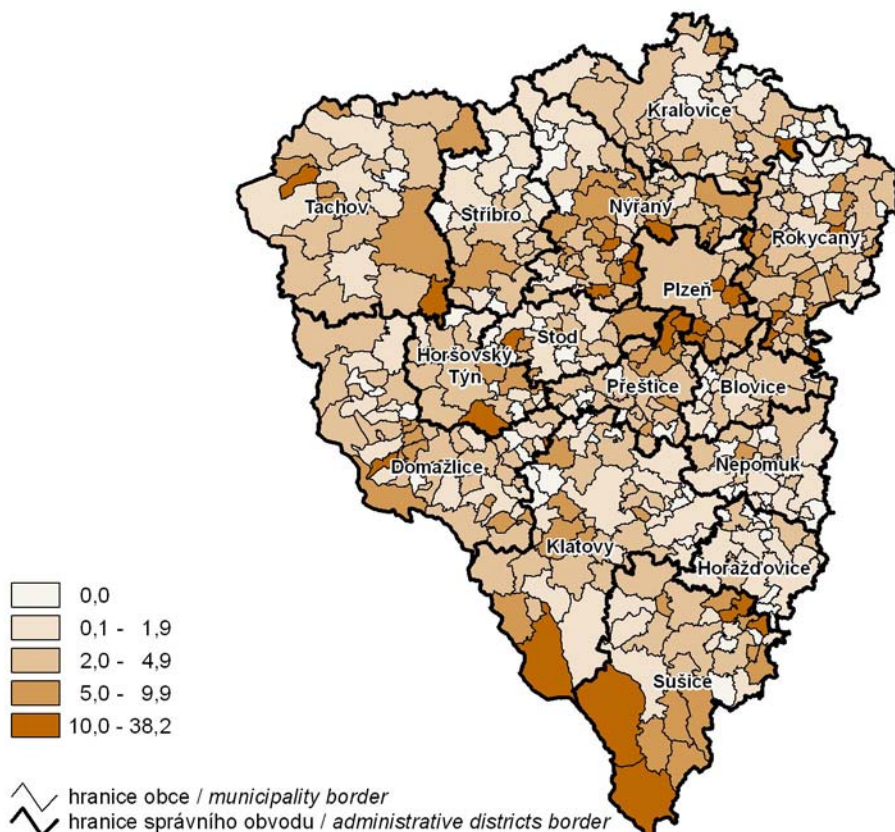 Kralovice
Tachov
Stříbro
Nýřany
Rokycany
Plzeň
Stod
Horšovský
Týn
Přeštice
Blovice
Domažlice
Nepomuk
Klatovy
Horažďovice
Sušice
0,0
0,1 - 1,9
2,0 - 4,9
5,0 - 9,9
10,0 - 38,2
hranice obce / municipality border
hranice správního obvodu / administrative districts border